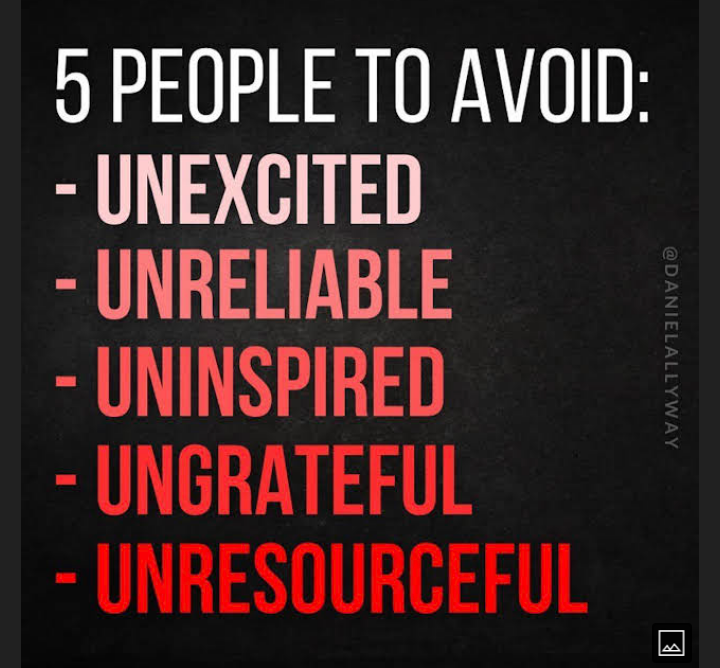 5 PEOPLE TO AVOID:
- UNEXCITED
- UNRELIABLE
- UNINSPIRED
- UNGRATEFUL
- UNRESOURCEFUL
@DANIELALLYWAY